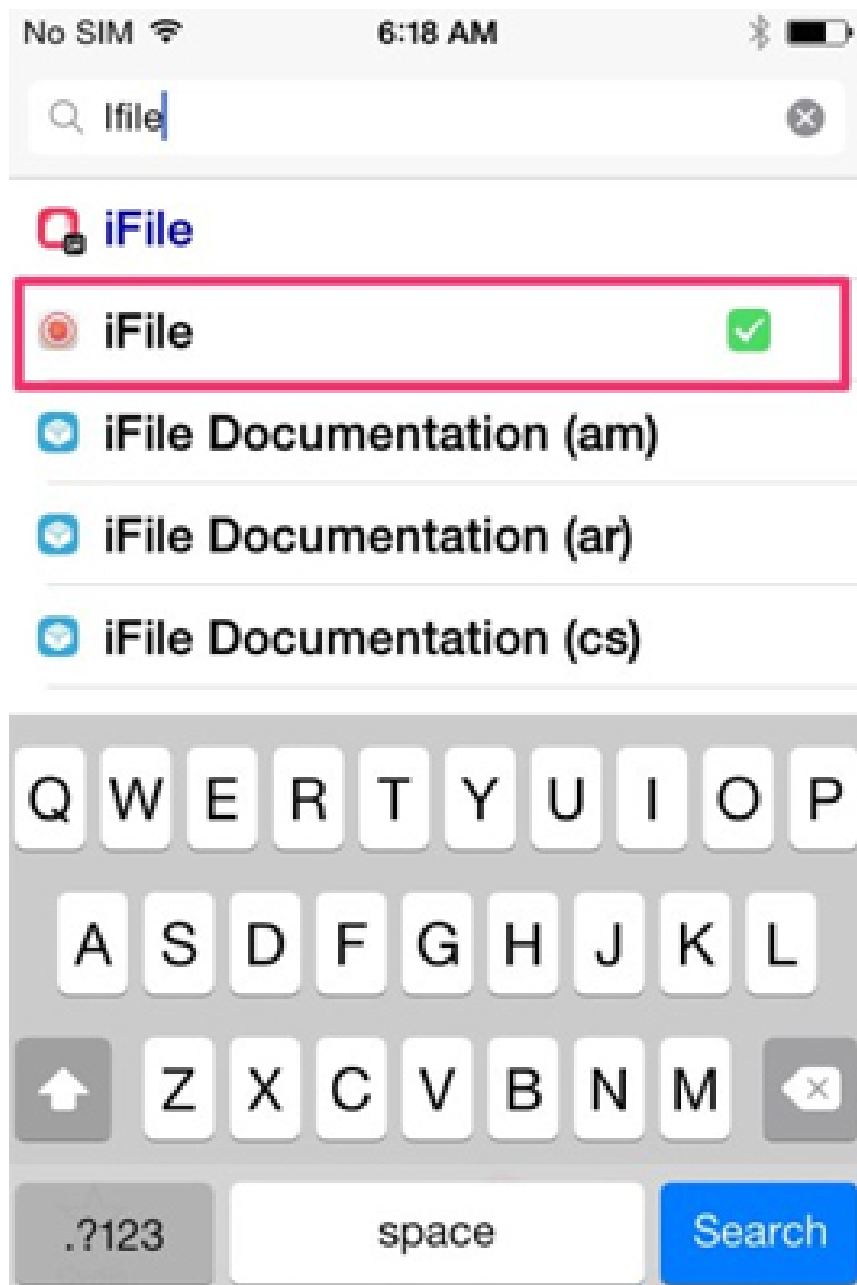 No SIM 6:18 AM
Ifile
iFile
iFile
iFile Documentation (am)
iFile Documentation (ar)
iFile Documentation (cs)
Q W E R T Y U I O P
A S D F G H J K L
Z X C V B N M
.?123 space Search